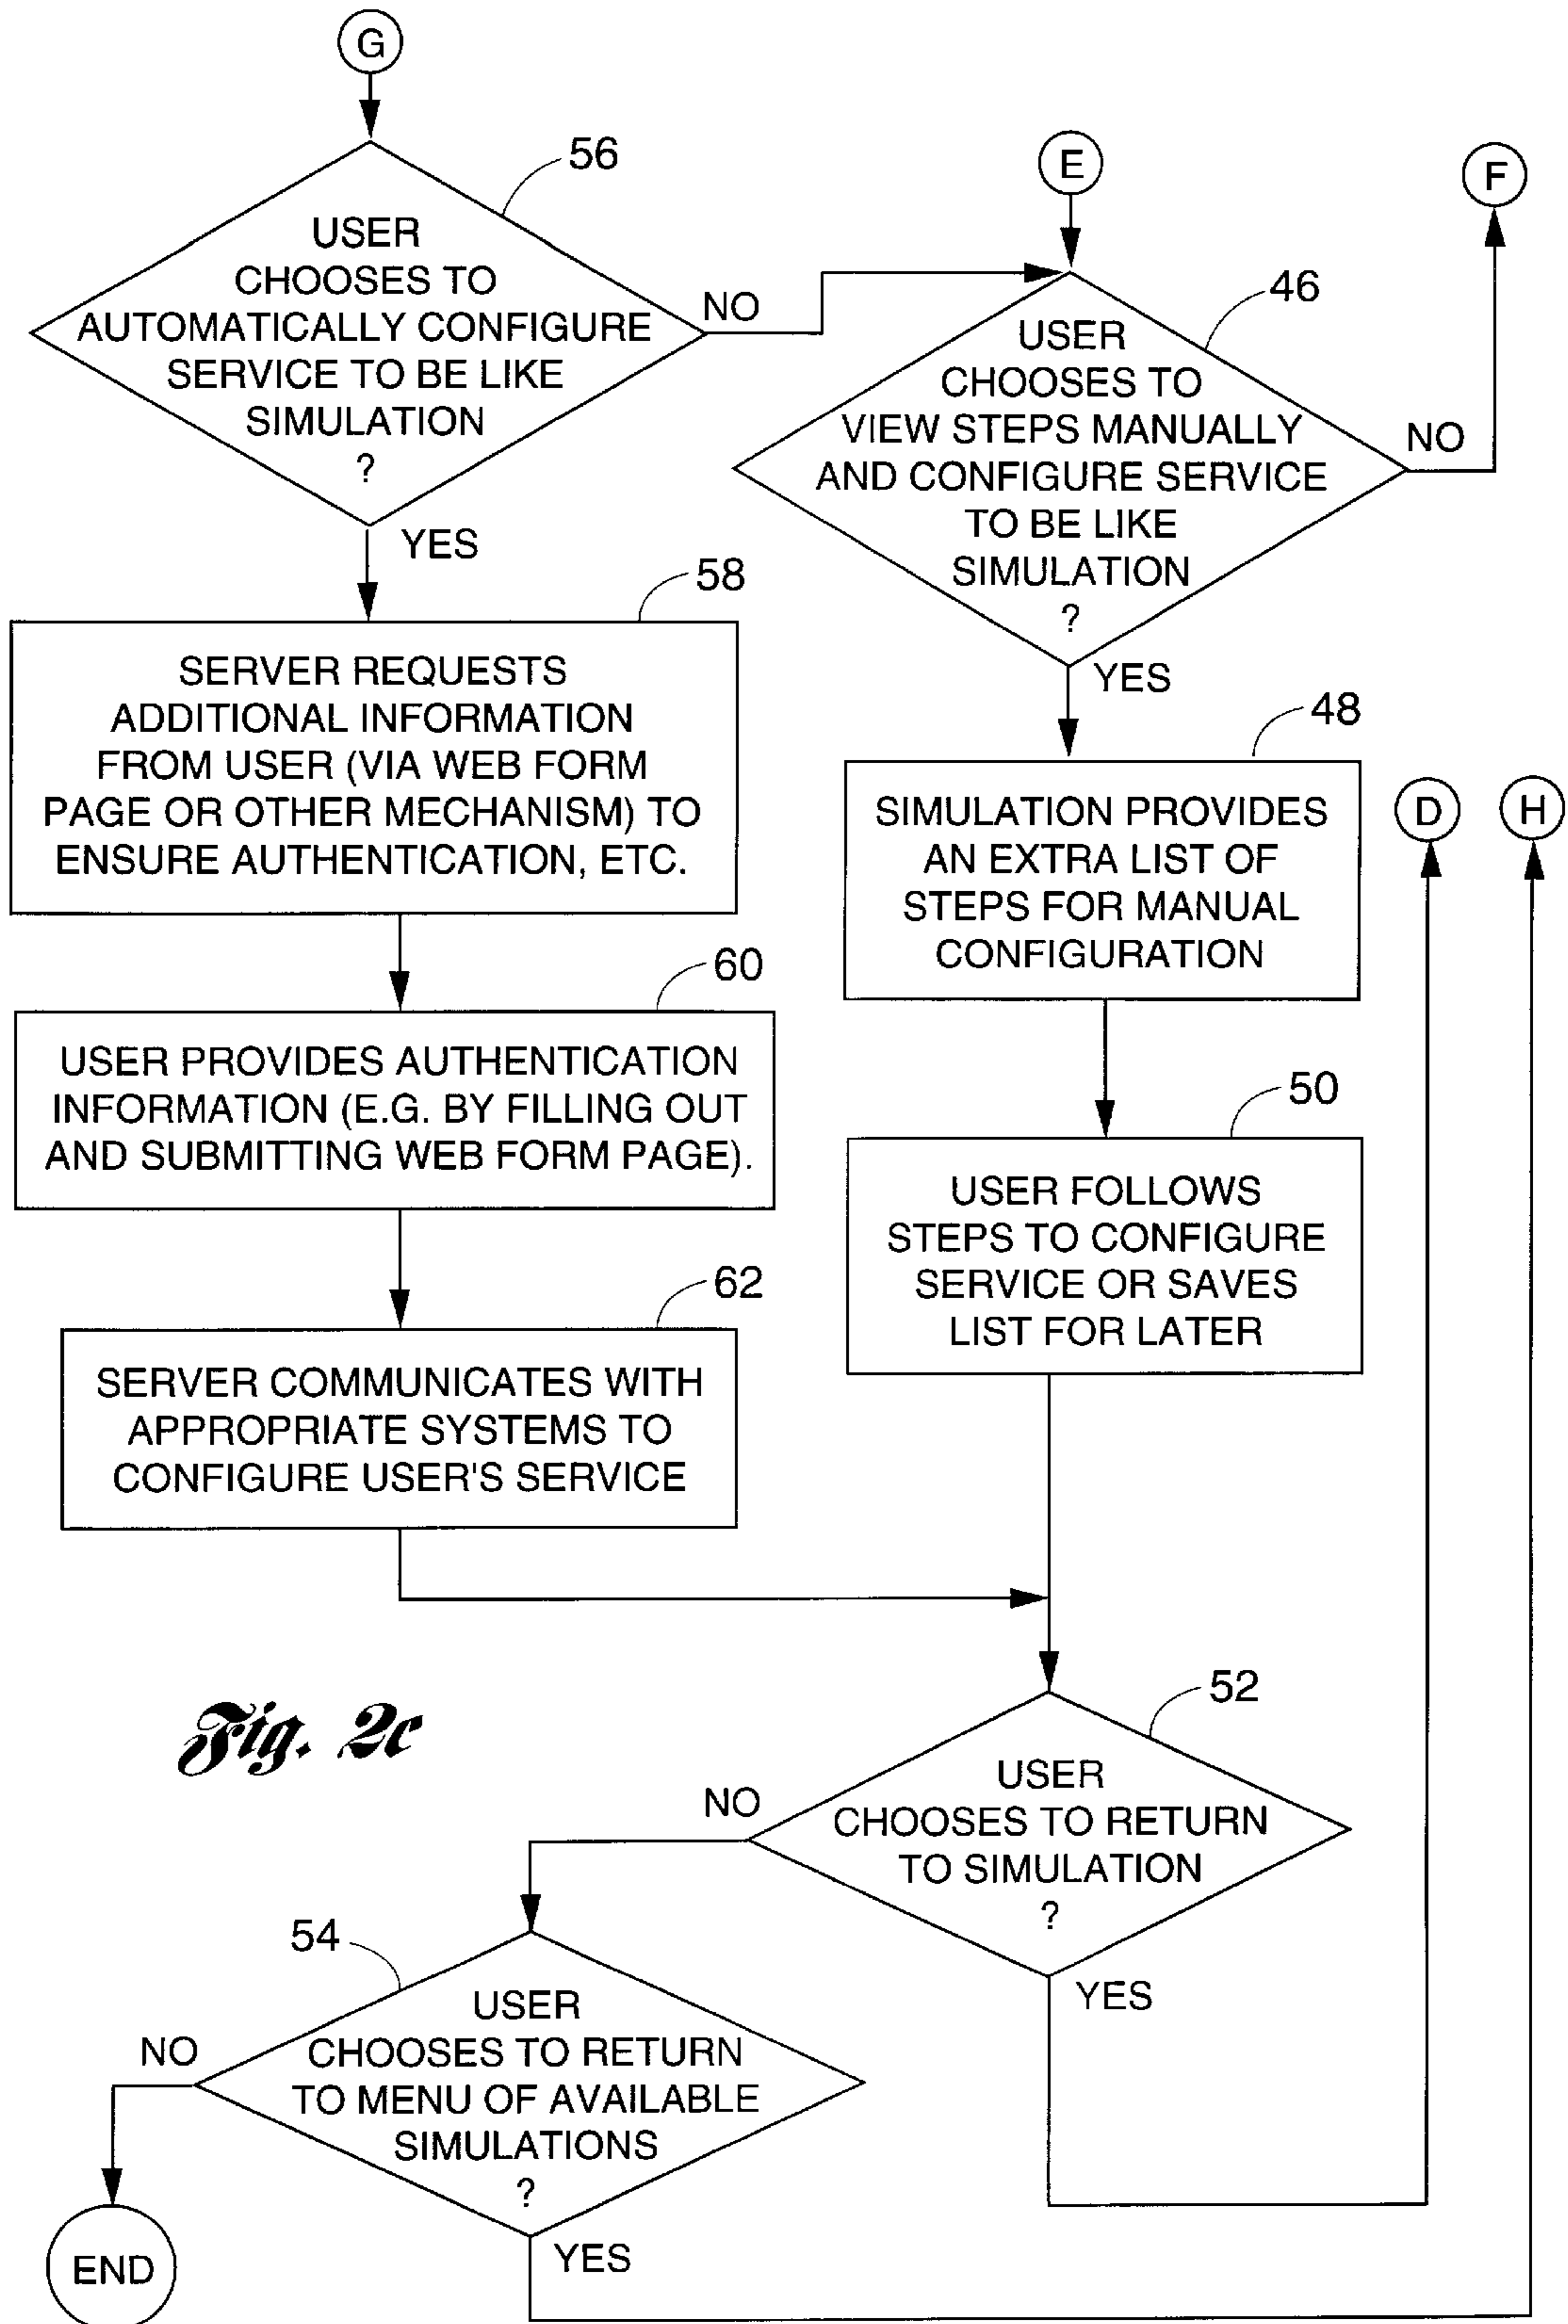 G
56
USER
CHOOSES TO
AUTOMATICALLY CONFIGURE
SERVICE TO BE LIKE
SIMULATION
?
NO
YES
E
F
46
USER
CHOOSES TO
VIEW STEPS MANUALLY
AND CONFIGURE SERVICE
TO BE LIKE
SIMULATION
?
NO
YES
58
SERVER REQUESTS
ADDITIONAL INFORMATION
FROM USER (VIA WEB FORM
PAGE OR OTHER MECHANISM) TO
ENSURE AUTHENTICATION, ETC.
48
SIMULATION PROVIDES
AN EXTRA LIST OF
STEPS FOR MANUAL
CONFIGURATION
D
H
60
USER PROVIDES AUTHENTICATION
INFORMATION (E.G. BY FILLING OUT
AND SUBMITTING WEB FORM PAGE).
50
USER FOLLOWS
STEPS TO CONFIGURE
SERVICE OR SAVES
LIST FOR LATER
62
SERVER COMMUNICATES WITH
APPROPRIATE SYSTEMS TO
CONFIGURE USER'S SERVICE
Fig. 2c
52
USER
CHOOSES TO RETURN
TO SIMULATION
?
NO
YES
54
USER
CHOOSES TO RETURN
TO MENU OF AVAILABLE
SIMULATIONS
?
NO
YES
END